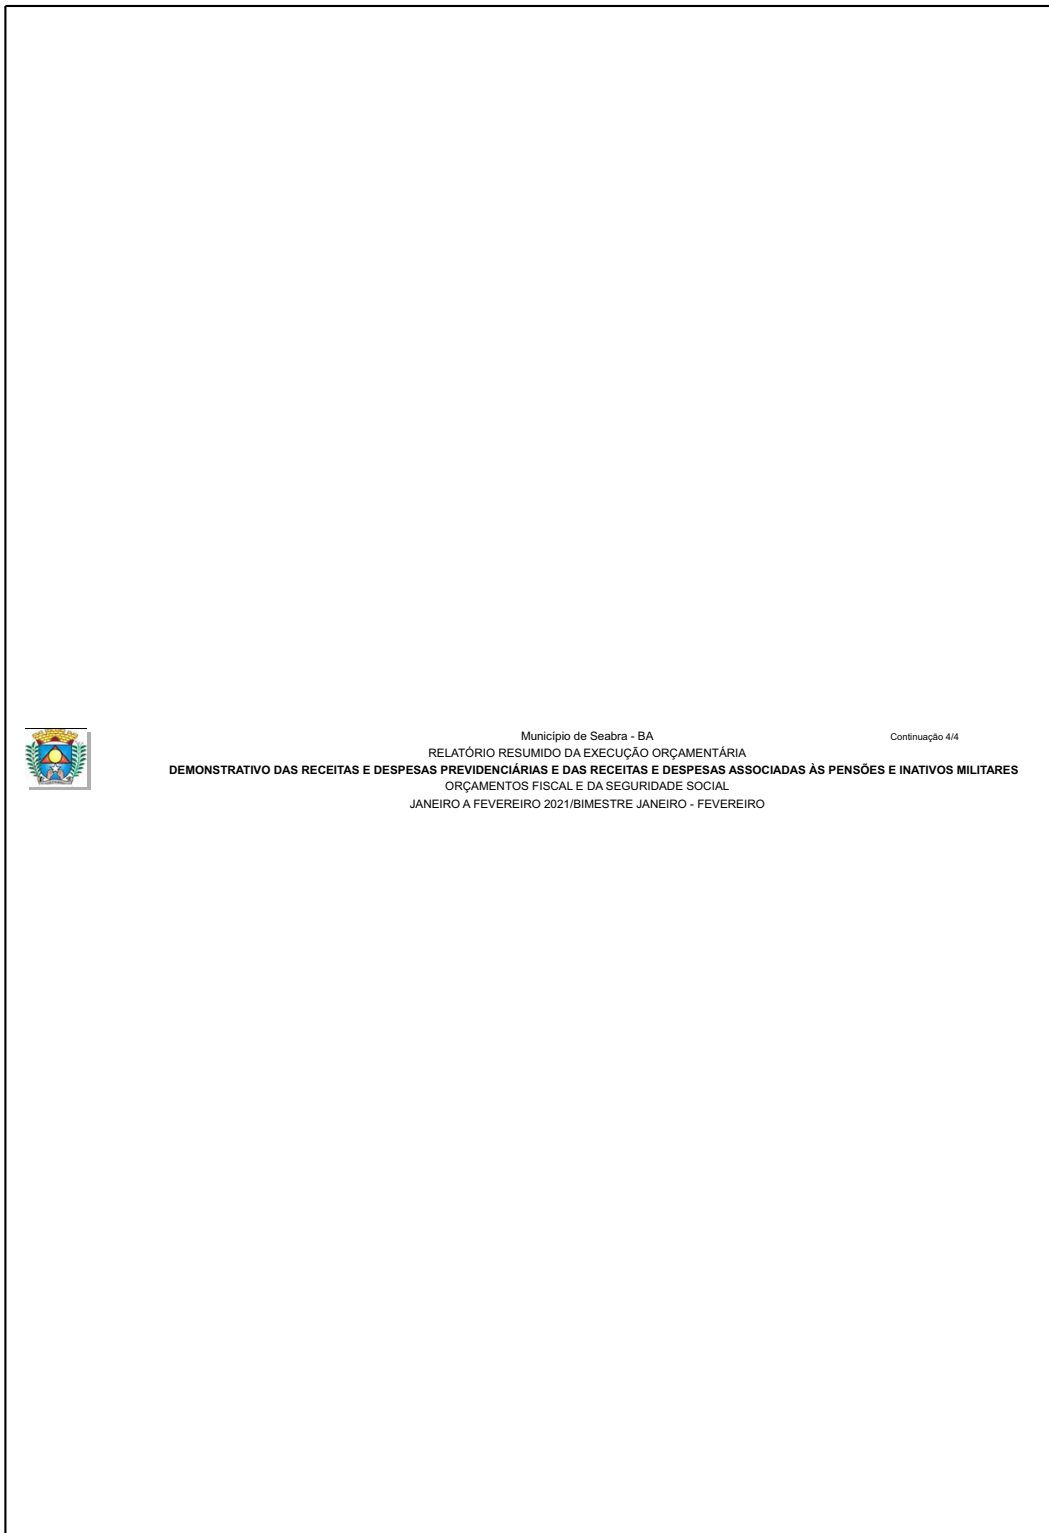 Município de Seabra - BA
Continuação 4/4
RELATÓRIO RESUMIDO DA EXECUÇÃO ORÇAMENTÁRIA
DEMONSTRATIVO DAS RECEITAS E DESPESAS PREVIDENCIÁRIAS E DAS RECEITAS E DESPESAS ASSOCIADAS ÀS PENSÕES E INATIVOS MILITARES
ORÇAMENTOS FISCAL E DA SEGURIDADE SOCIAL
JANEIRO A FEVEREIRO 2021/BIMESTRE JANEIRO - FEVEREIRO